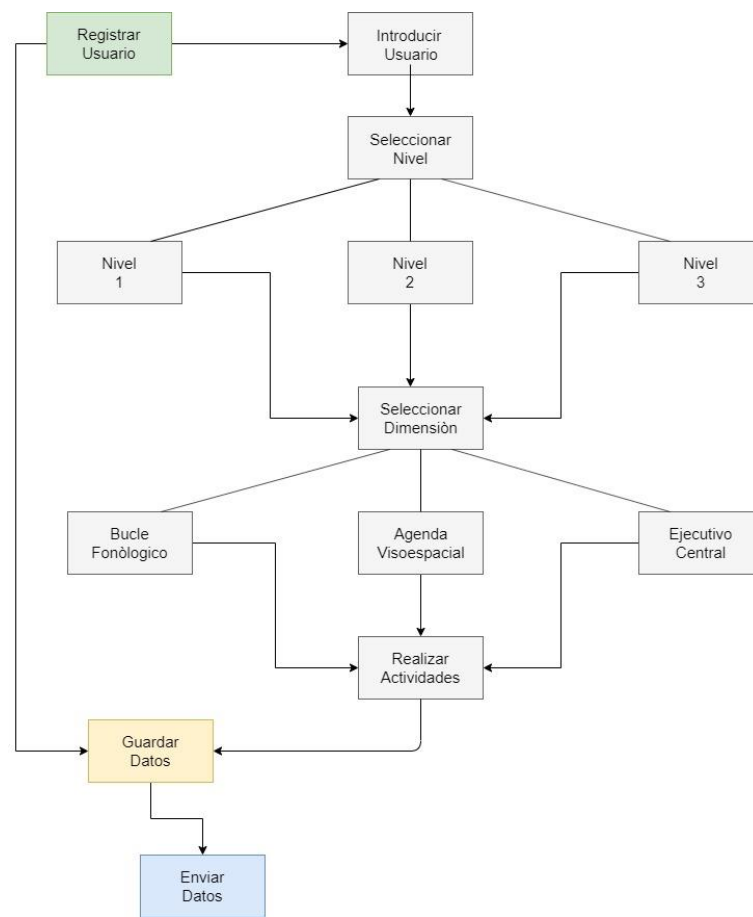 Registrar
Usuario
Introducir
Usuario
Seleccionar
Nivel
Nivel
1
Nivel
2
Nivel
3
Seleccionar
Dimensiòn
Bucle
Fonòlogico
Agenda
Visoespacial
Ejecutivo
Central
Realizar
Actividades
Guardar
Datos
Enviar
Datos